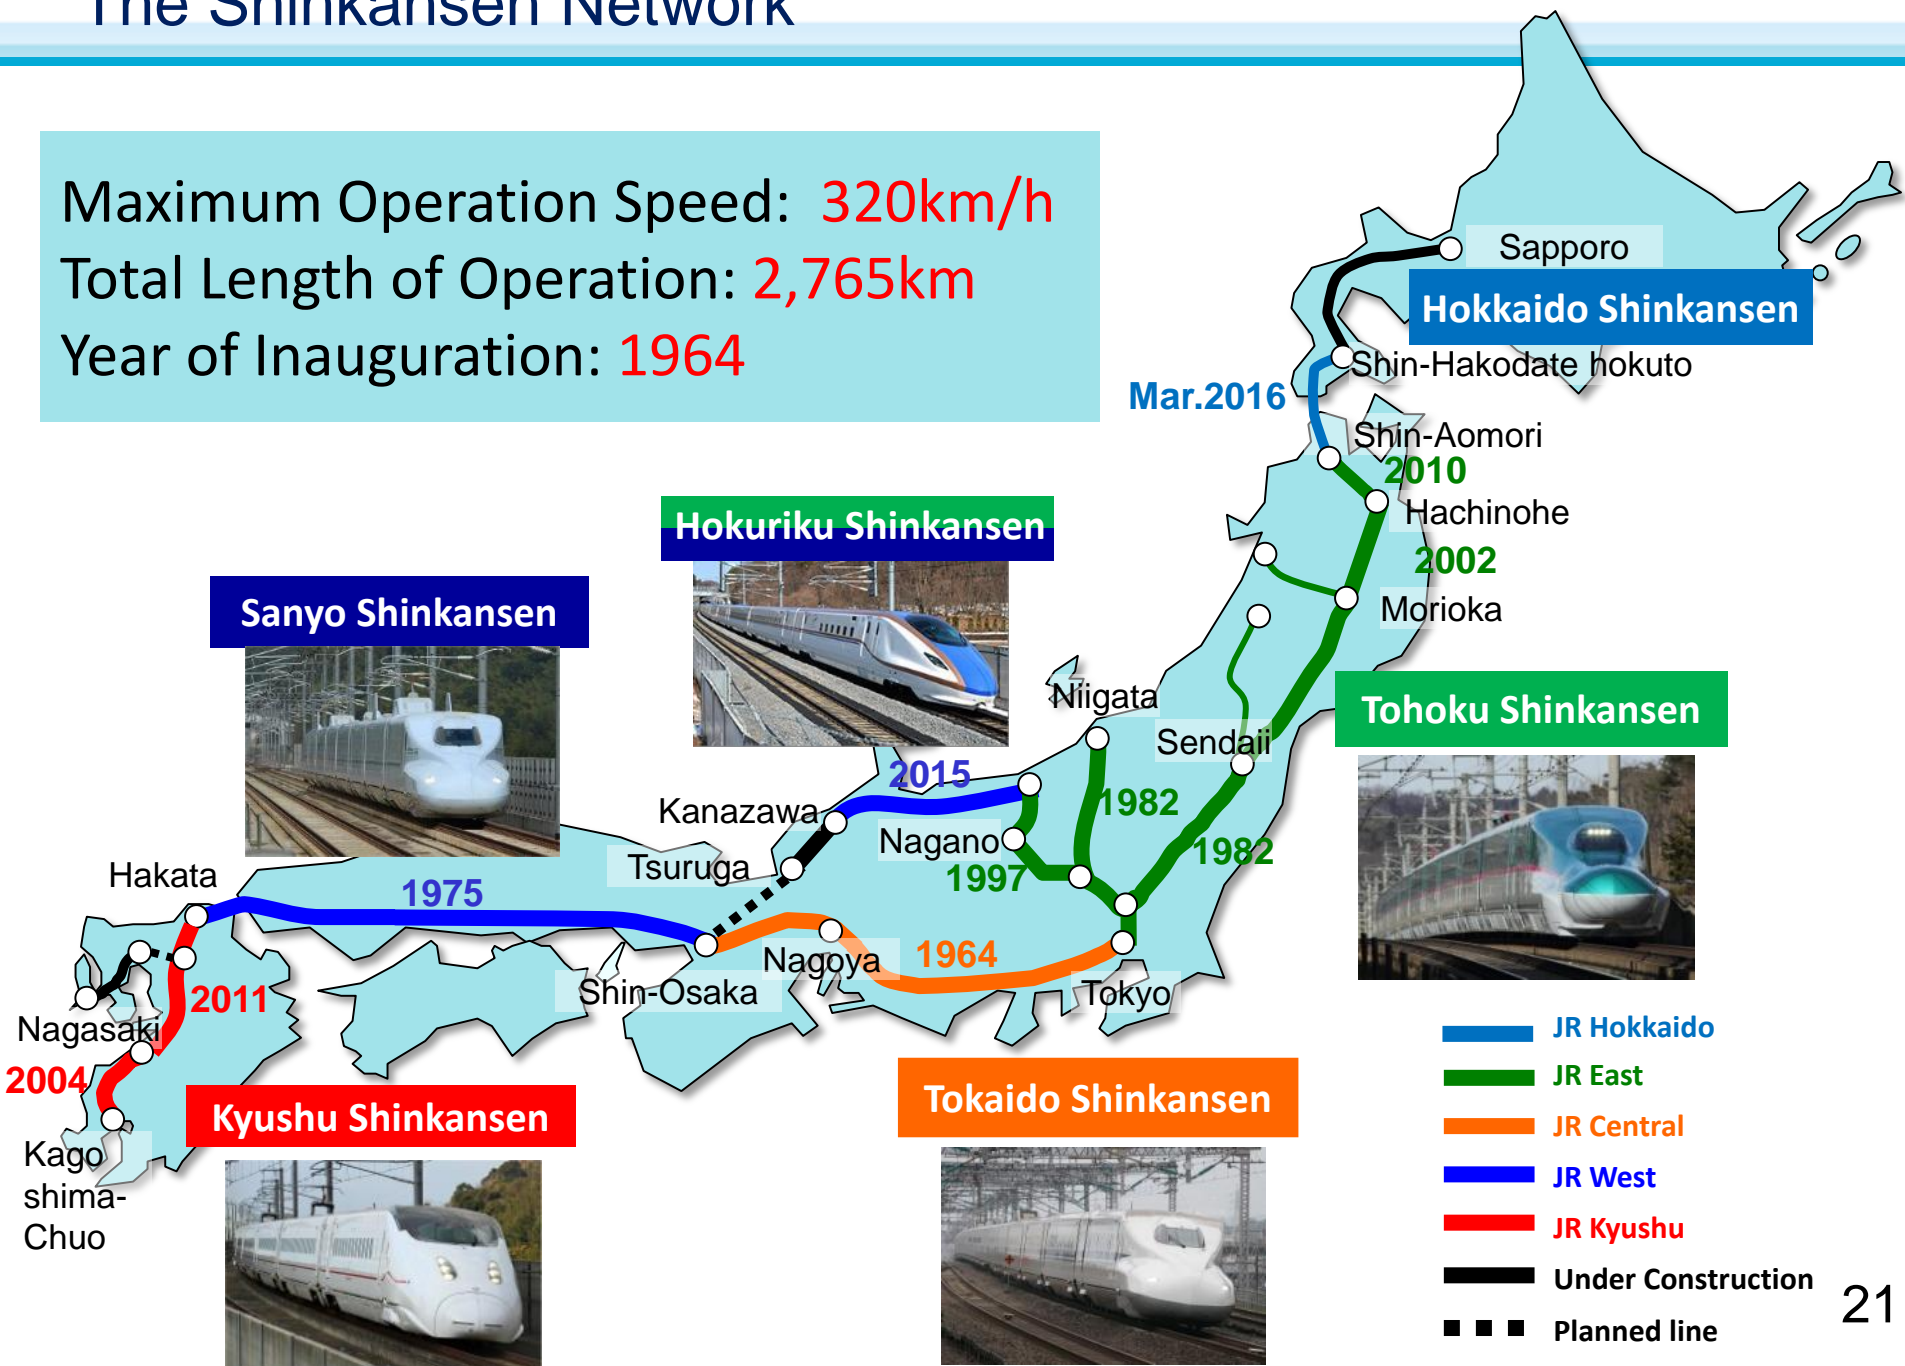 The Shinkansen Network
Maximum Operation Speed: 320km/h
Total Length of Operation: 2,765km
Year of Inauguration: 1964
Sapporo
Hokkaido Shinkansen
Shin-Hakodate hokuto
Mar.2016
Shin-Aomori
2010
Hachinohe
2002
Morioka
Hokuriku Shinkansen
Sanyo Shinkansen
Tohoku Shinkansen
Niigata
Sendaii
2015
1982
Kanazawa
Nagano
1982
Tsuruga
1997
Hakata
1975
Nagoya
1964
Shin-Osaka
Tokyo
2011
Nagasaki
2004
Kyushu Shinkansen
Tokaido Shinkansen
Kago
shima-
Chuo
JR Hokkaido
JR East
JR Central
JR West
JR Kyushu
Under Construction
Planned line
21